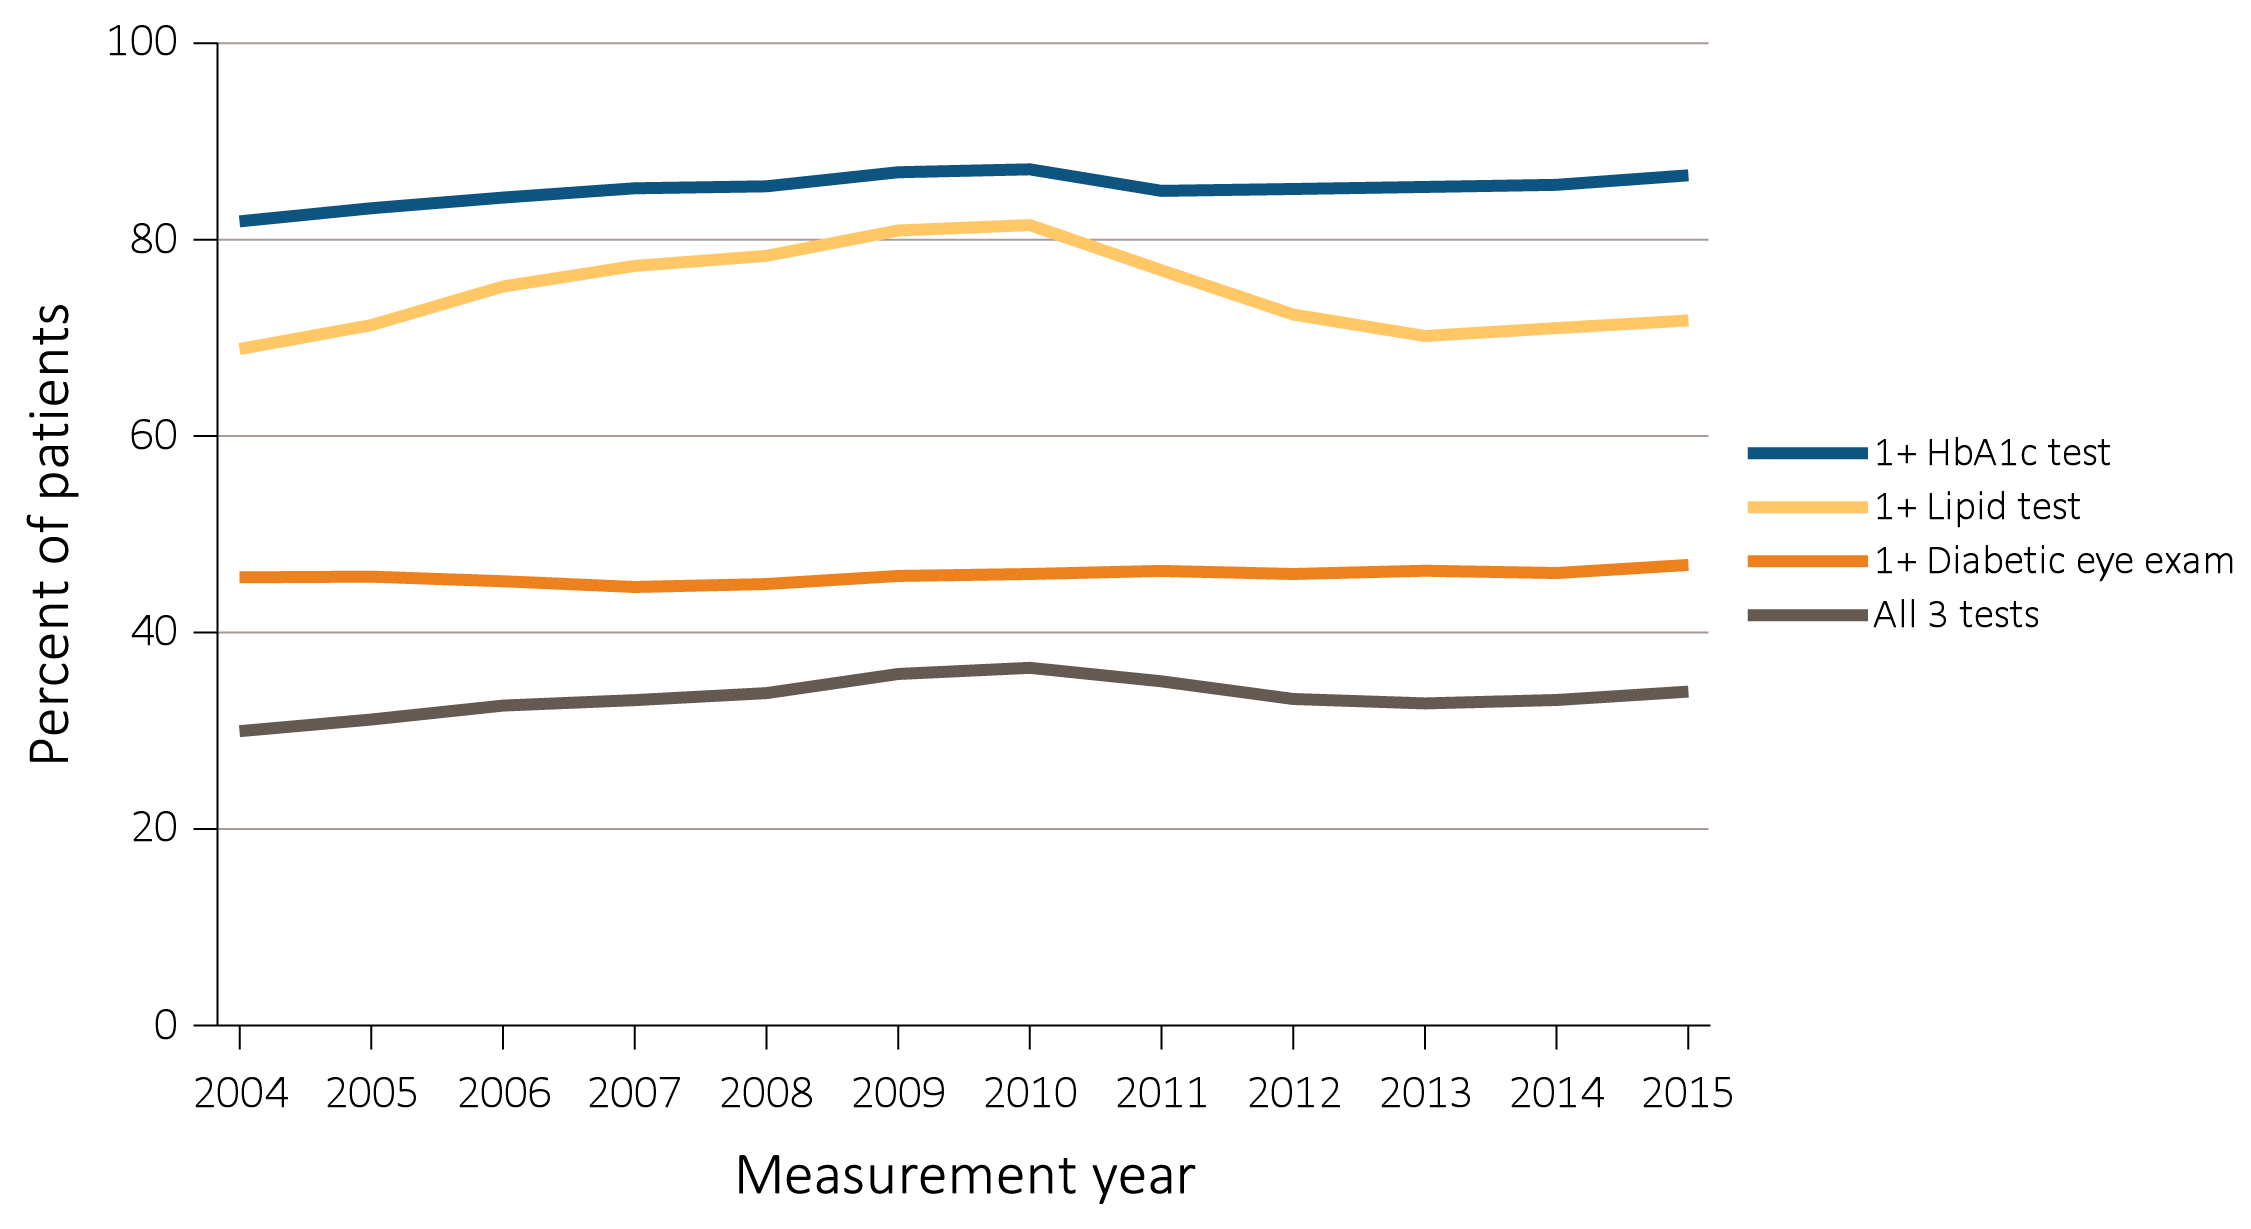 100
80
60
40
20
0
Percent of patients
2004 2005 2006 2007 2008 2009 2010 2011 2012 2013 2014 2015
Measurement year
1+ HbA1c test
1+ Lipid test
1+ Diabetic eye exam
All 3 tests